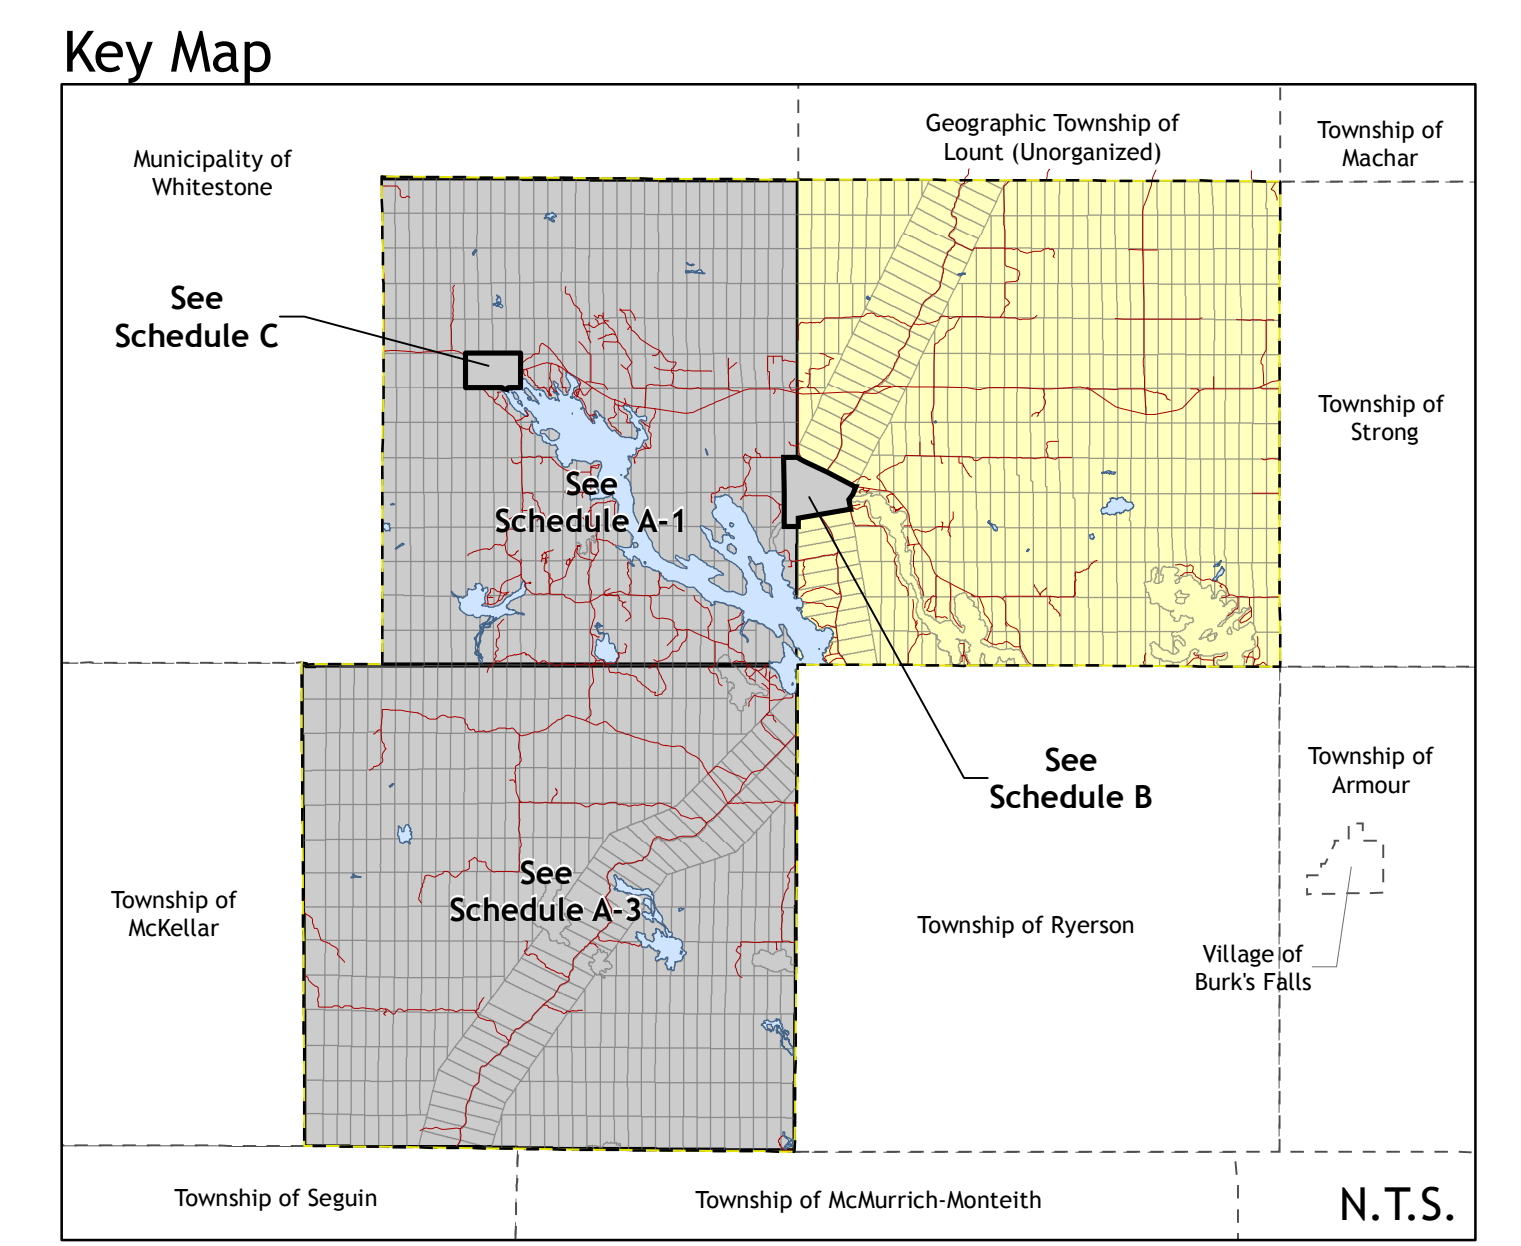 Key Map
Geographic Township of
Lount (Unorganized)
Township of
Machar
Municipality of
Whitestone
See
Schedule C
Township of
Strong
See
Schedule A-1
See
Schedule B
Township of
Armour
See
Schedule A-3
Township of
McKellar
Township of Ryerson
Village of
Burk's Falls
Township of Seguin
Township of McMurrich-Monteith
N.T.S.